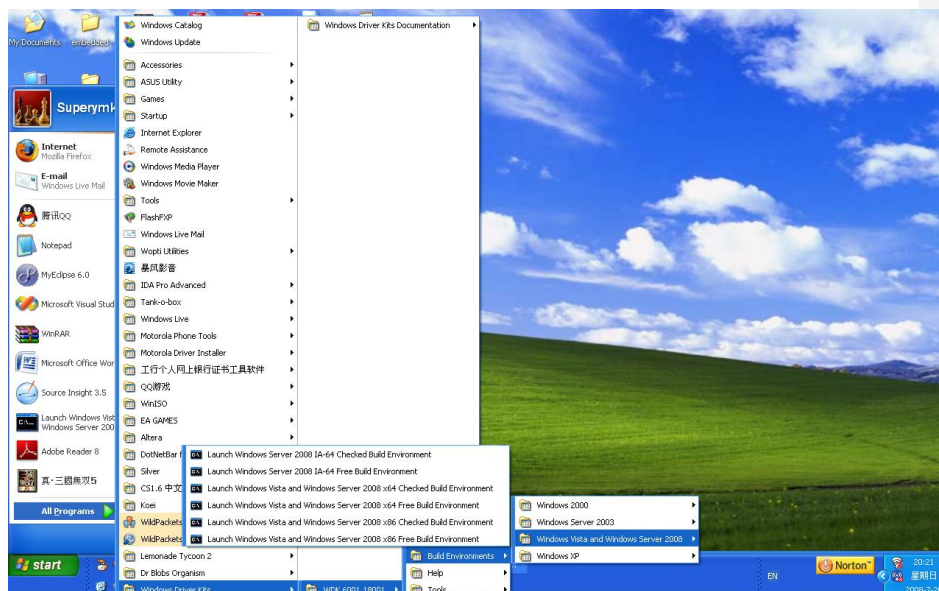 My Documents
embedded
Superymk
Internet
Mozilla Firefox
E-mail
Windows Live Mail
腾讯QQ
Notepad
MyEclipse 6.0
Microsoft Visual Stud
WinRAR
Microsoft Office Wor
Source Insight 3.5
Launch Windows Vist
Windows Server 200
Adobe Reader 8
真·三國無双5
All Programs
start
Windows Catalog
Windows Update
Accessories
ASUS Utility
Games
Startup
Internet Explorer
Remote Assistance
Windows Media Player
Windows Movie Maker
Tools
FlashFXP
Windows Live Mail
Wopti Utilities
暴风影音
IDA Pro Advanced
Tank-o-box
Windows Live
Motorola Phone Tools
Motorola Driver Installer
工行个人网上银行证书工具软件
QQ游戏
WinISO
EA GAMES
Altera
DotNetBar f
Silver
CS1.6 中文
Koei
WildPackets
WildPackets
Lemonade Tycoon 2
Dr Blobs Organism
Windows Driver Kits
Windows Driver Kits Documentation
WDK 6001.18001
Build Environments
Help
Tools
Windows 2000
Windows Server 2003
Windows Vista and Windows Server 2008
Windows XP
Launch Windows Server 2008 IA-64 Checked Build Environment
Launch Windows Server 2008 IA-64 Free Build Environment
Launch Windows Vista and Windows Server 2008 x64 Checked Build Environment
Launch Windows Vista and Windows Server 2008 x64 Free Build Environment
Launch Windows Vista and Windows Server 2008 x86 Checked Build Environment
Launch Windows Vista and Windows Server 2008 x86 Free Build Environment
EN
Norton™
20:21
星期日